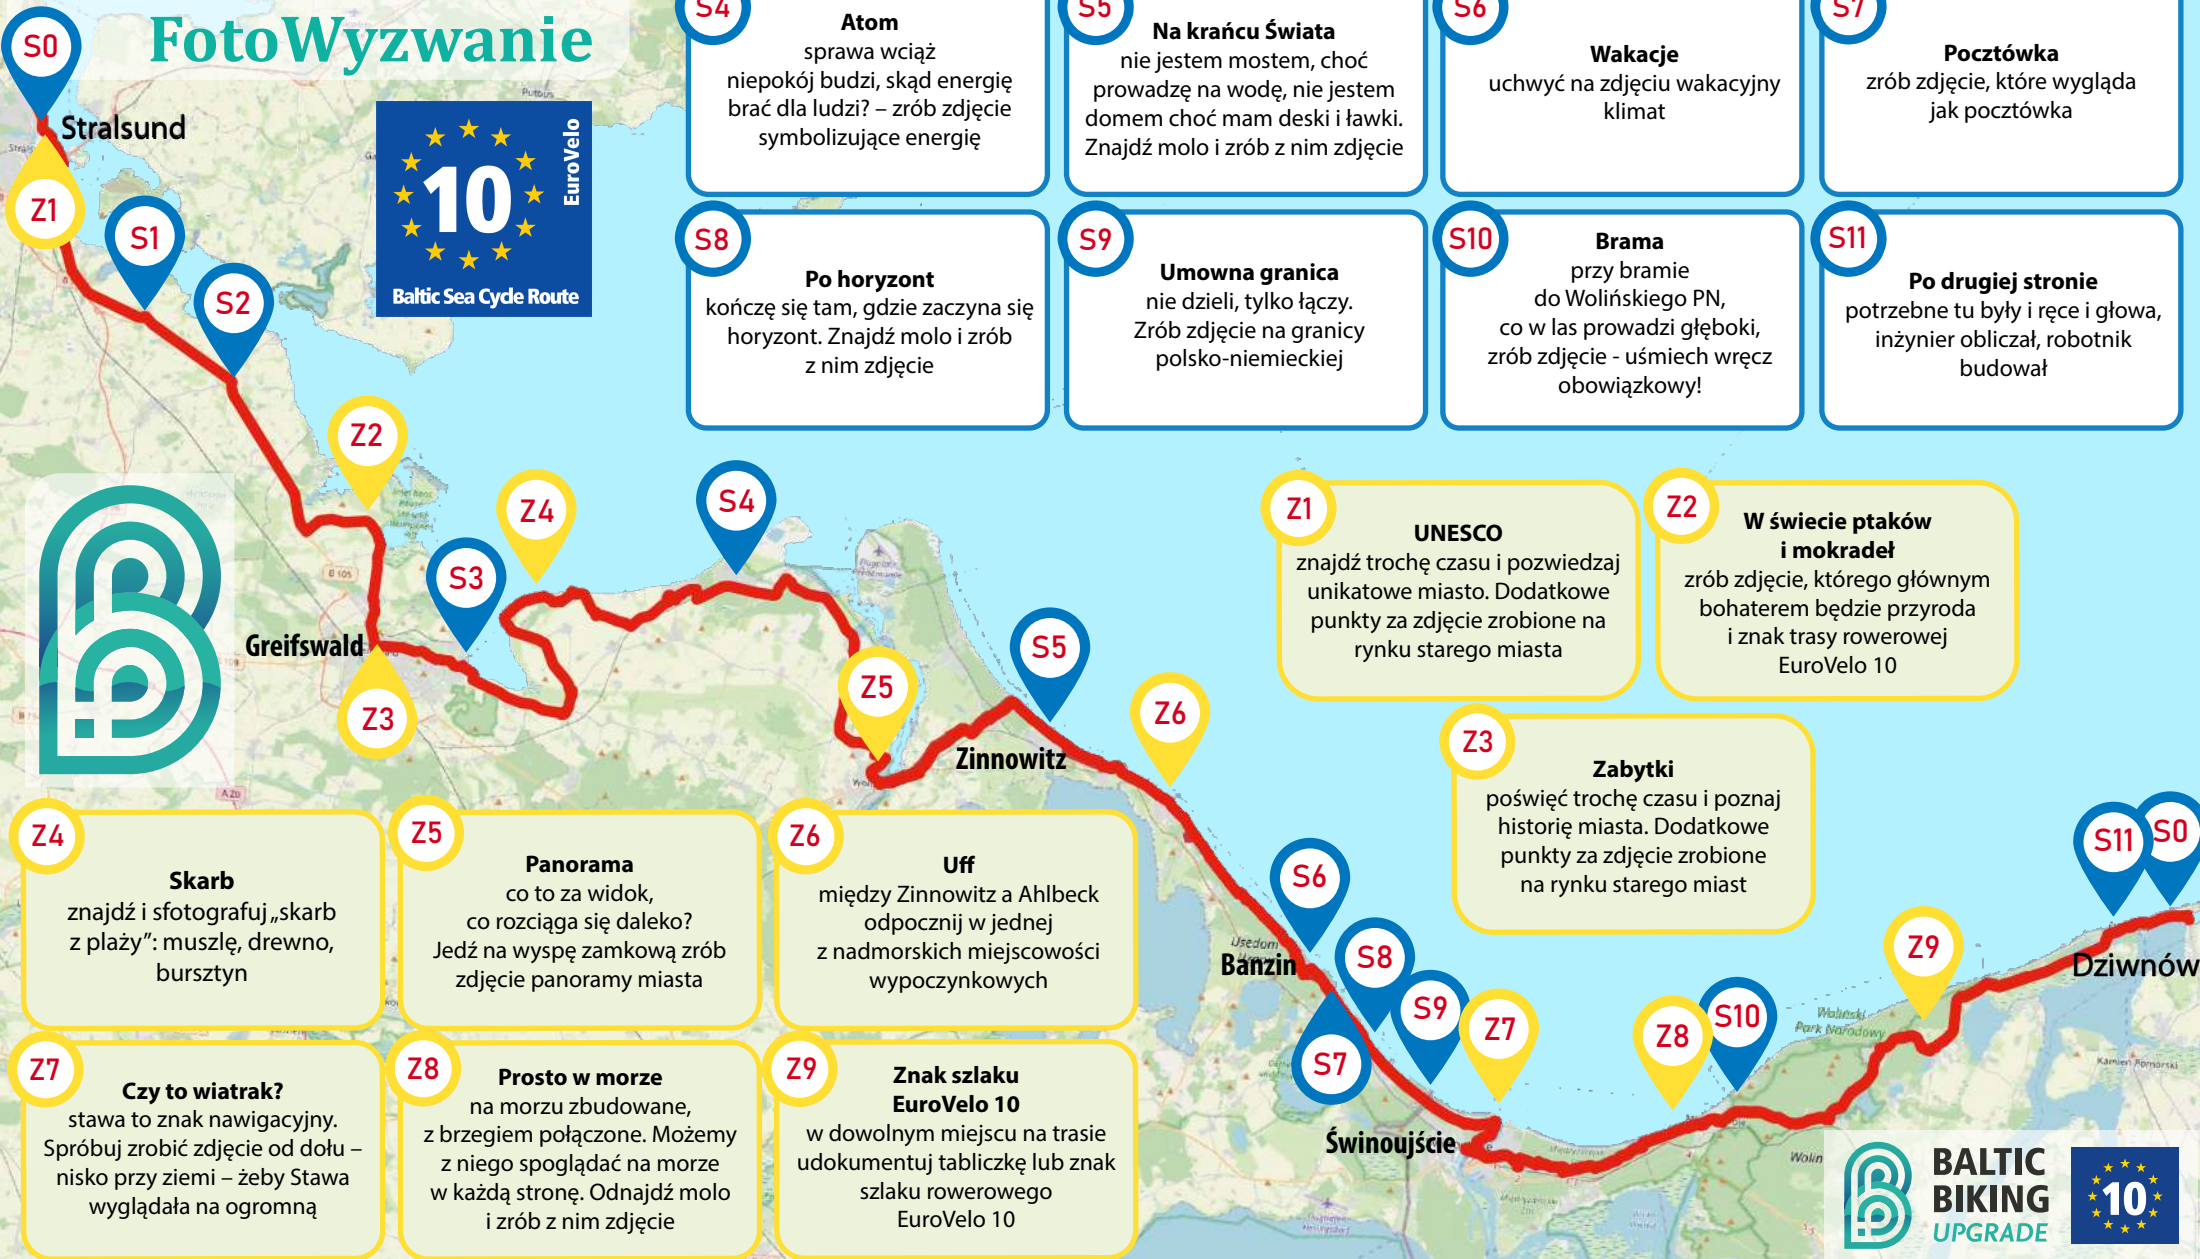 FotoWyzwanie
S0
Stralsund
Z1
S1
S2
10
EuroVelo
Baltic Sea Cycle Route
Putbus
S4
Atom
sprawa wciąż
niepokój budzi, skąd energię
brać dla ludzi? – zrób zdjęcie
symbolizujące energię
S5
Na krańcu Świata
nie jestem mostem, choć
prowadzę na wodę, nie jestem
domem choć mam deski i ławki.
Znajdź molo i zrób z nim zdjęcie
S6
Wakacje
uchwyć na zdjęciu wakacyjny
klimat
S7
Pocztówka
zrób zdjęcie, które wygląda
jak pocztówka
S8
Po horyzont
kończę się tam, gdzie zaczyna się
horyzont. Znajdź molo i zrób
z nim zdjęcie
S9
Umowna granica
nie dzieli, tylko łączy.
Zrób zdjęcie na granicy
polsko-niemieckiej
S10
Brama
przy bramie
do Wolińskiego PN,
co w las prowadzi głęboki,
zrób zdjęcie - uśmiech wręcz
obowiązkowy!
S11
Po drugiej stronie
potrzebne tu były i ręce i głowa,
inżynier obliczał, robotnik
budował
Z2
Z4
S4
S3
B 105
Greifswald
Z3
Z5
S5
Zinnowitz
Z6
A 20
Z1
UNESCO
znajdź trochę czasu i pozwiedzaj
unikatowe miasto. Dodatkowe
punkty za zdjęcie zrobione na
rynku starego miasta
Z2
W świecie ptaków
i mokradeł
zrób zdjęcie, którego głównym
bohaterem będzie przyroda
i znak trasy rowerowej
EuroVelo 10
Z3
Zabytki
poświęć trochę czasu i poznaj
historię miasta. Dodatkowe
punkty za zdjęcie zrobione
na rynku starego miast
Z4
Skarb
znajdź i sfotografuj „skarb
z plaży”: muszlę, drewno,
bursztyn
Z5
Panorama
co to za widok,
co rozciąga się daleko?
Jedź na wyspę zamkową zrób
zdjęcie panoramy miasta
Z6
Uff
między Zinnowitz a Ahlbeck
odpocznij w jednej
z nadmorskich miejscowości
wypoczynkowych
Z7
Czy to wiatrak?
stawa to znak nawigacyjny.
Spróbuj zrobić zdjęcie od dołu –
nisko przy ziemi – żeby Stawa
wyglądała na ogromną
Z8
Prosto w morze
na morzu zbudowane,
z brzegiem połączone. Możemy
z niego spoglądać na morze
w każdą stronę. Odnajdź molo
i zrób z nim zdjęcie
Z9
Znak szlaku
EuroVelo 10
w dowolnym miejscu na trasie
udokumentuj tabliczkę lub znak
szlaku rowerowego
EuroVelo 10
S6
Usedom
Banzin
S8
S9
Z7
S7
Świnoujście
Z8
S10
Woliński
Park Narodowy
Z9
S11
S0
Dziwnów
Kamień Pomorski
Wolin
BALTIC
BIKING
UPGRADE
10